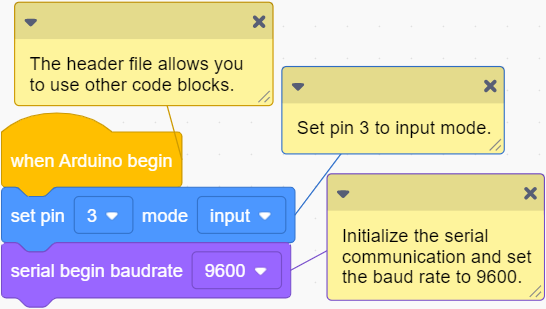 The header file allows you
to use other code blocks.
Set pin 3 to input mode.
when Arduino begin
set pin 3 mode input
Initialize the serial
communication and set
the baud rate to 9600.
serial begin baudrate 9600